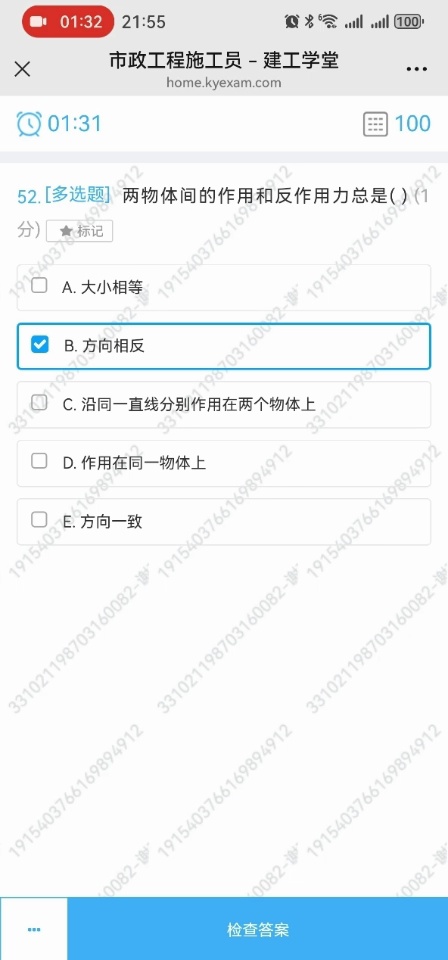 01:32 21:55 100
市政工程施工员 - 建工学堂
home.kyexam.com
01:31 100
52.[多选题] 两物体间的作用和反作用力总是( ) (1
分) ★ 标记
A. 大小相等
B. 方向相反
C. 沿同一直线分别作用在两个物体上
D. 作用在同一物体上
E. 方向一致
检查答案